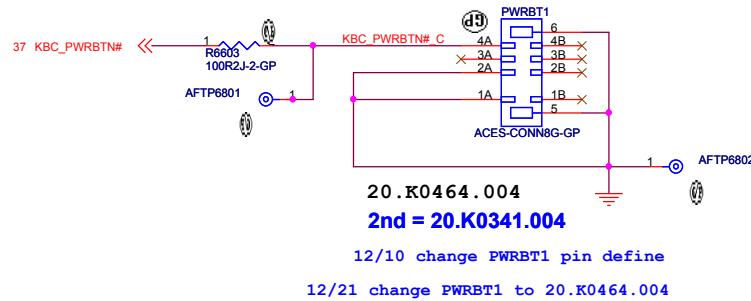 PWRBT1
GP
6
37 KBC_PWRBTN#
1
KBC_PWRBTN#_C
4A
4B
R6603
100R2J-2-GP
3A
3B
2A
2B
AFTP6801
1
1A
1B
5
ACES-CONN8G-GP
1
AFTP6802
20.K0464.004
2nd = 20.K0341.004
12/10 change PWRBT1 pin define
12/21 change PWRBT1 to 20.K0464.004